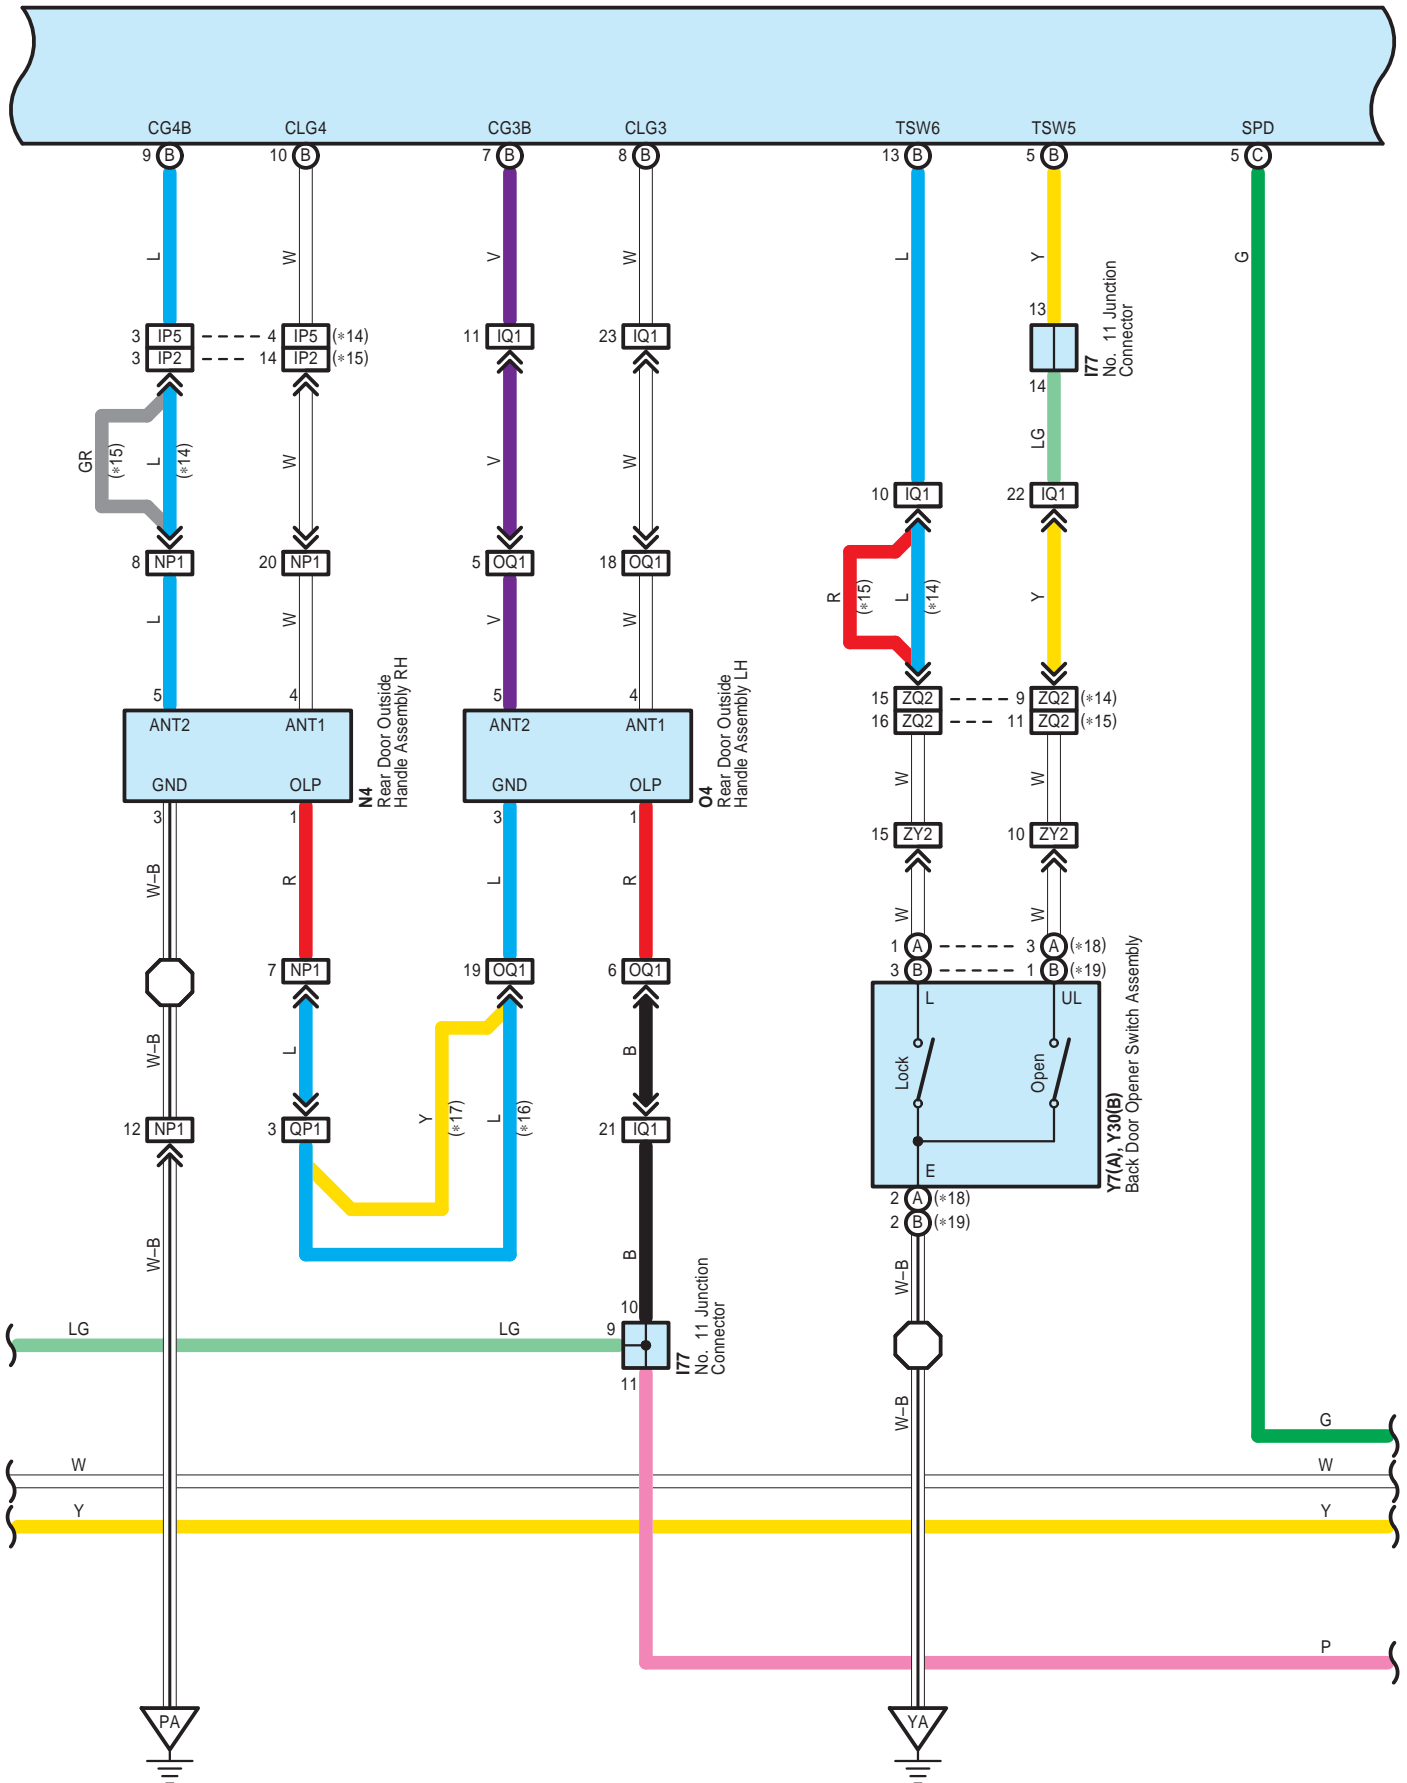 CG4B CLG4 CG3B CLG3 TSW6 TSW5 SPD
9 B 10 B 7 B 8 B 13 B 5 B 5 C
L W V W L Y G
13
I77
No. 11 Junction
Connector
14
3 IP5 4 IP5 (*14) 11 IQ1 23 IQ1
3 IP2 14 IP2 (*15)
GR
(*15)
L
(*14)
W V W LG
10 IQ1 22 IQ1
8 NP1 20 NP1 5 OQ1 18 OQ1
R
(*15)
L
(*14)
Y
L W V W
15 ZQ2 9 ZQ2 (*14)
16 ZQ2 11 ZQ2 (*15)
5 4 5 4
ANT2 ANT1 ANT2 ANT1
GND OLP GND OLP
N4
Rear Door Outside
Handle Assembly RH
O4
Rear Door Outside
Handle Assembly LH
3 1 3 1
W W
15 ZY2 10 ZY2
W–B R L R W W
1 A 3 A (*18)
3 B 1 B (*19)
7 NP1 19 OQ1 6 OQ1
L UL
Lock Open
E
Y7(A), Y30(B)
Back Door Opener Switch Assembly
W–B L B
Y
(*17)
L
(*16)
12 NP1 3 QP1 21 IQ1
2 A (*18)
2 B (*19)
W–B B W–B
10
LG LG 9
11
I77
No. 11 Junction
Connector
W–B
G
W W
Y Y
P
PA YA